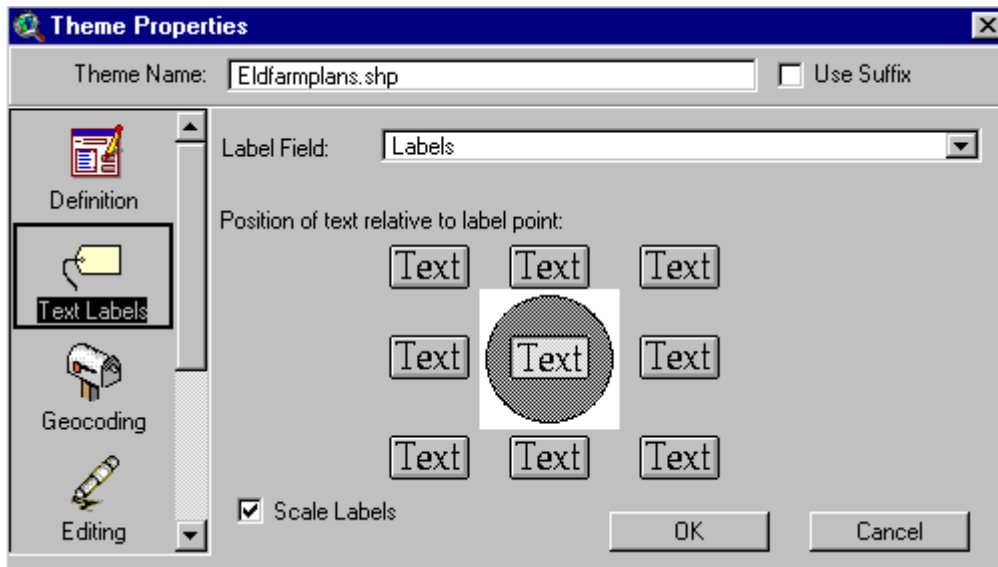 Theme Properties
Theme Name: Eldfarmplans.shp Use Suffix
Definition
Text Labels
Geocoding
Editing
Label Field: Labels
Position of text relative to label point:
Text Text Text
Text Text Text
Text Text Text
Scale Labels
OK Cancel